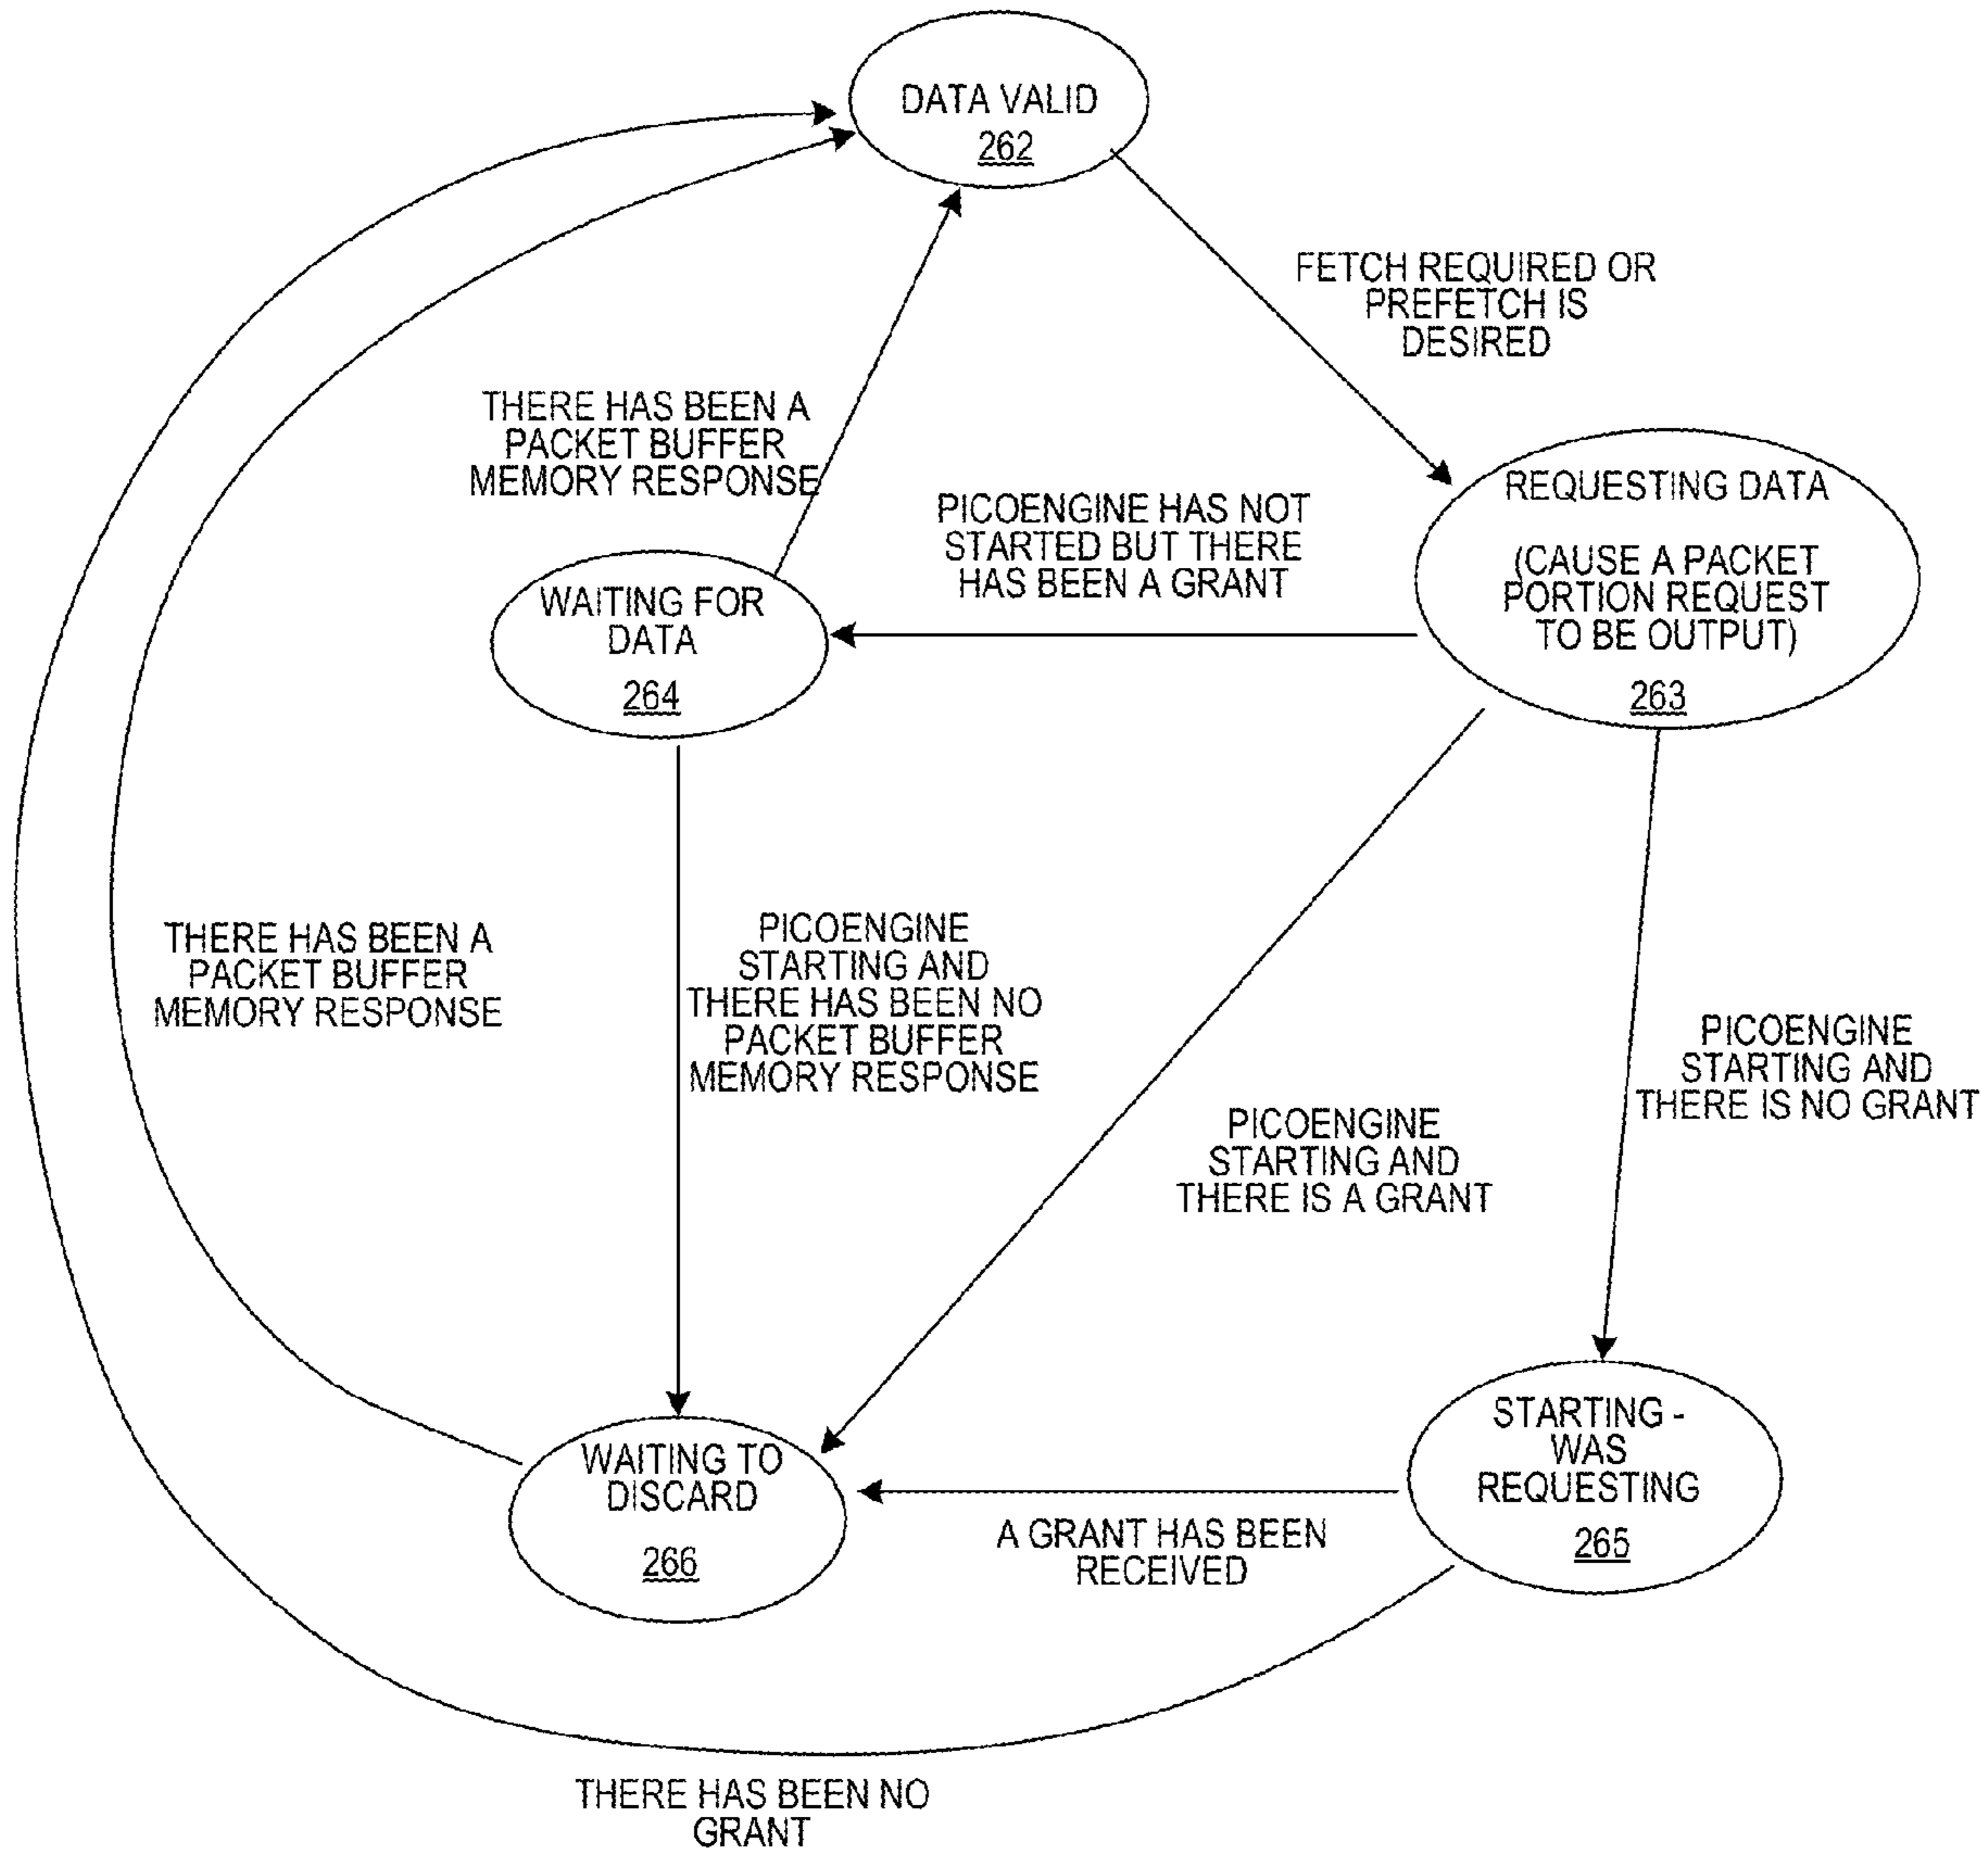 DATA VALID
262
FETCH REQUIRED OR
PREFETCH IS
DESIRED
THERE HAS BEEN A
PACKET BUFFER
MEMORY RESPONSE
PICOENGINE HAS NOT
STARTED BUT THERE
HAS BEEN A GRANT
REQUESTING DATA
(CAUSE A PACKET
PORTION REQUEST
TO BE OUTPUT)
263
WAITING FOR
DATA
264
THERE HAS BEEN A
PACKET BUFFER
MEMORY RESPONSE
PICOENGINE
STARTING AND
THERE HAS BEEN NO
PACKET BUFFER
MEMORY RESPONSE
PICOENGINE
STARTING AND
THERE IS A GRANT
PICOENGINE
STARTING AND
THERE IS NO GRANT
WAITING TO
DISCARD
266
A GRANT HAS BEEN
RECEIVED
STARTING -
WAS
REQUESTING
265
THERE HAS BEEN NO
GRANT